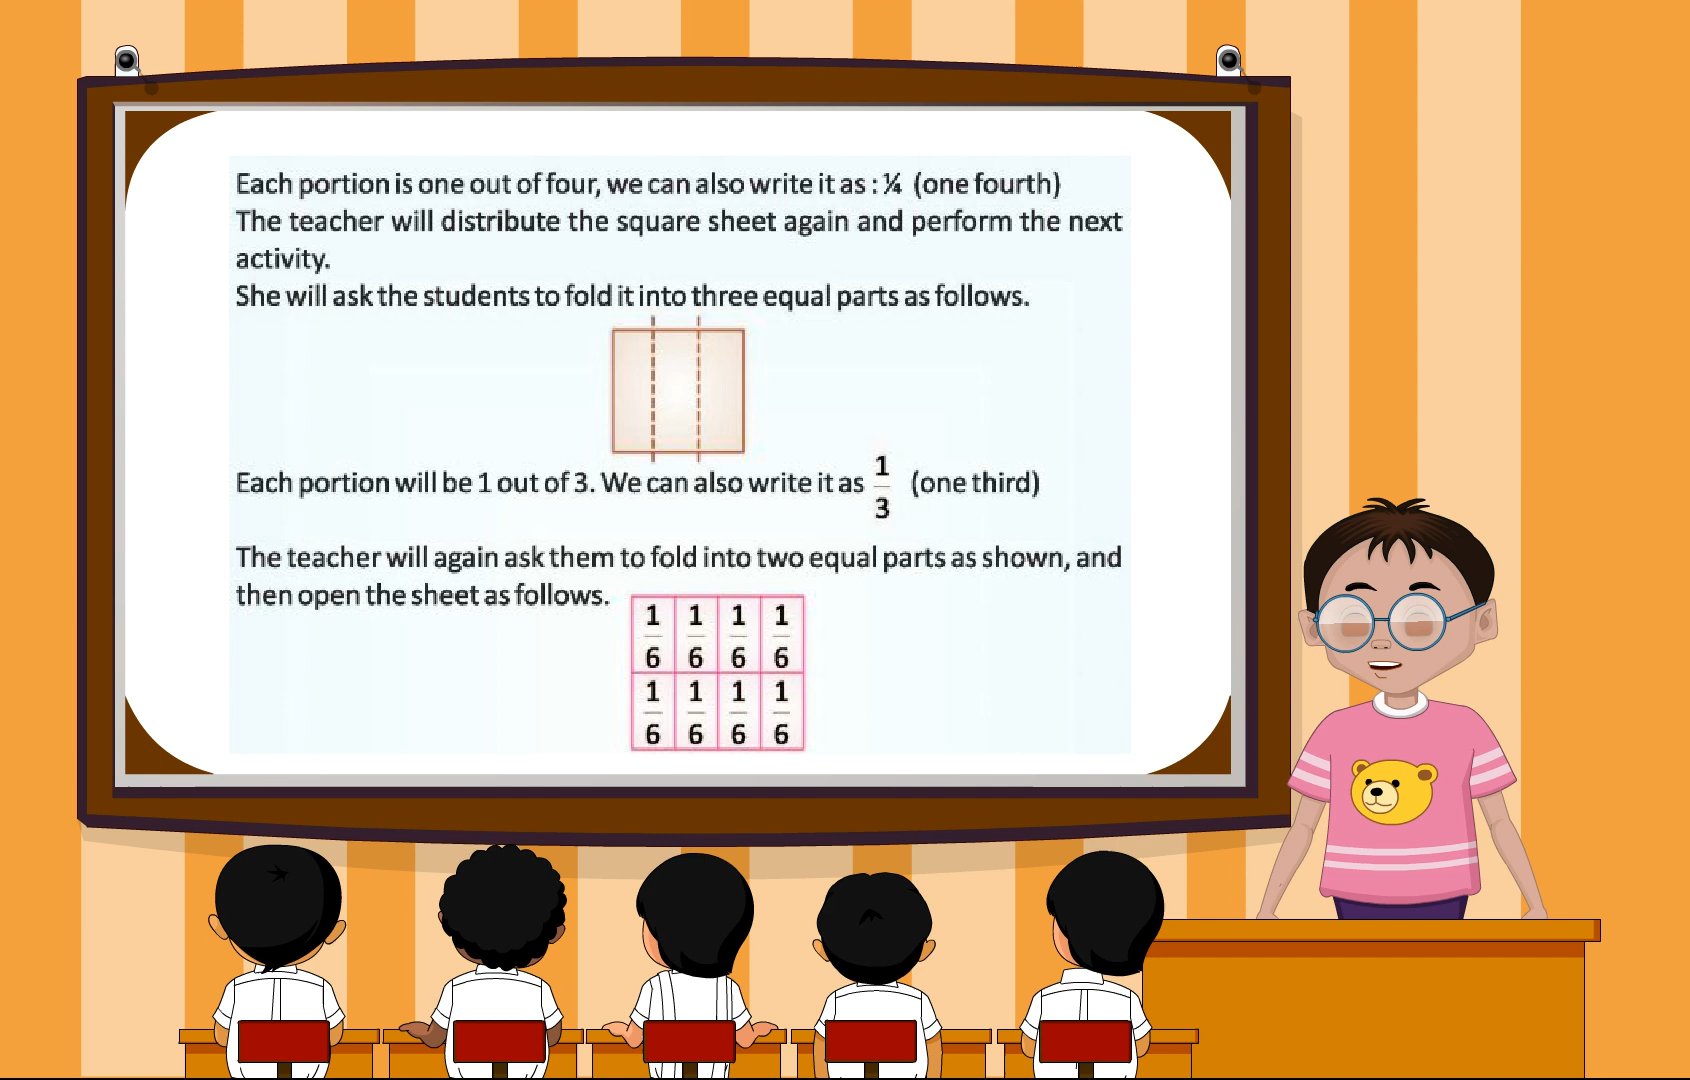 Each portion is one out of four, we can also write it as : ¼ (one fourth)
The teacher will distribute the square sheet again and perform the next
activity.
She will ask the students to fold it into three equal parts as follows.
Each portion will be 1 out of 3. We can also write it as 1/3 (one third)
The teacher will again ask them to fold into two equal parts as shown, and
then open the sheet as follows.
1/6 1/6 1/6 1/6
1/6 1/6 1/6 1/6